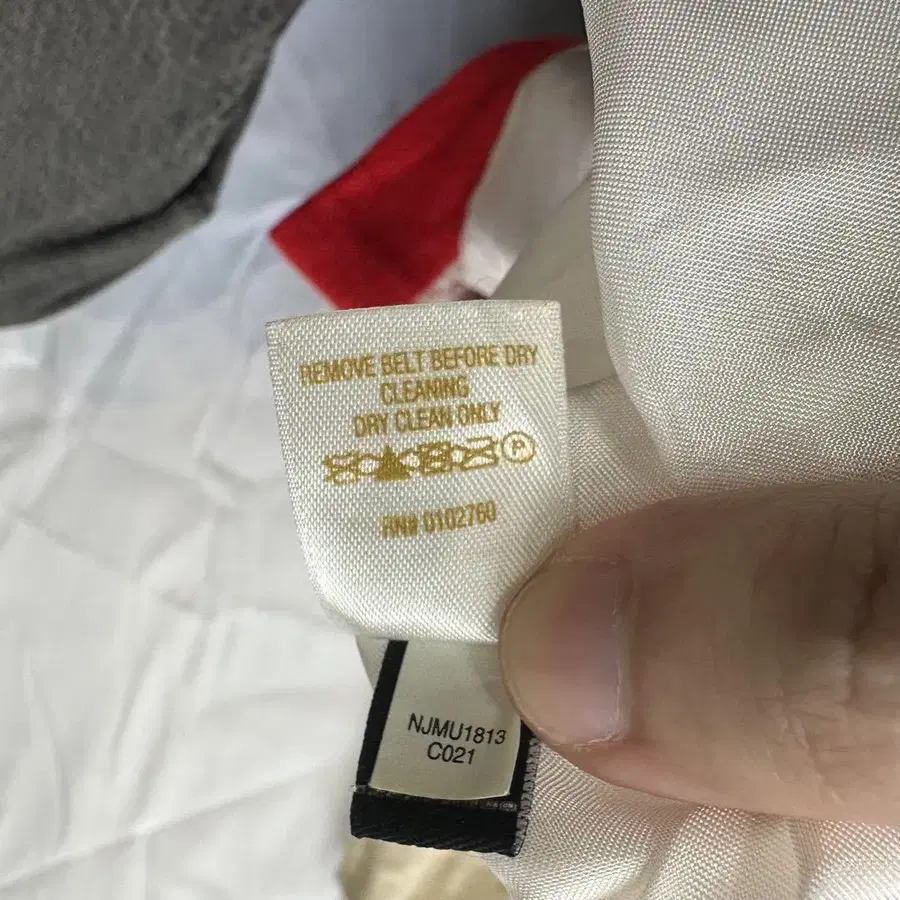 REMOVE BELT BEFORE DRY
CLEANING
DRY CLEAN ONLY
P
RN# 0102760
NJMU1813
C021